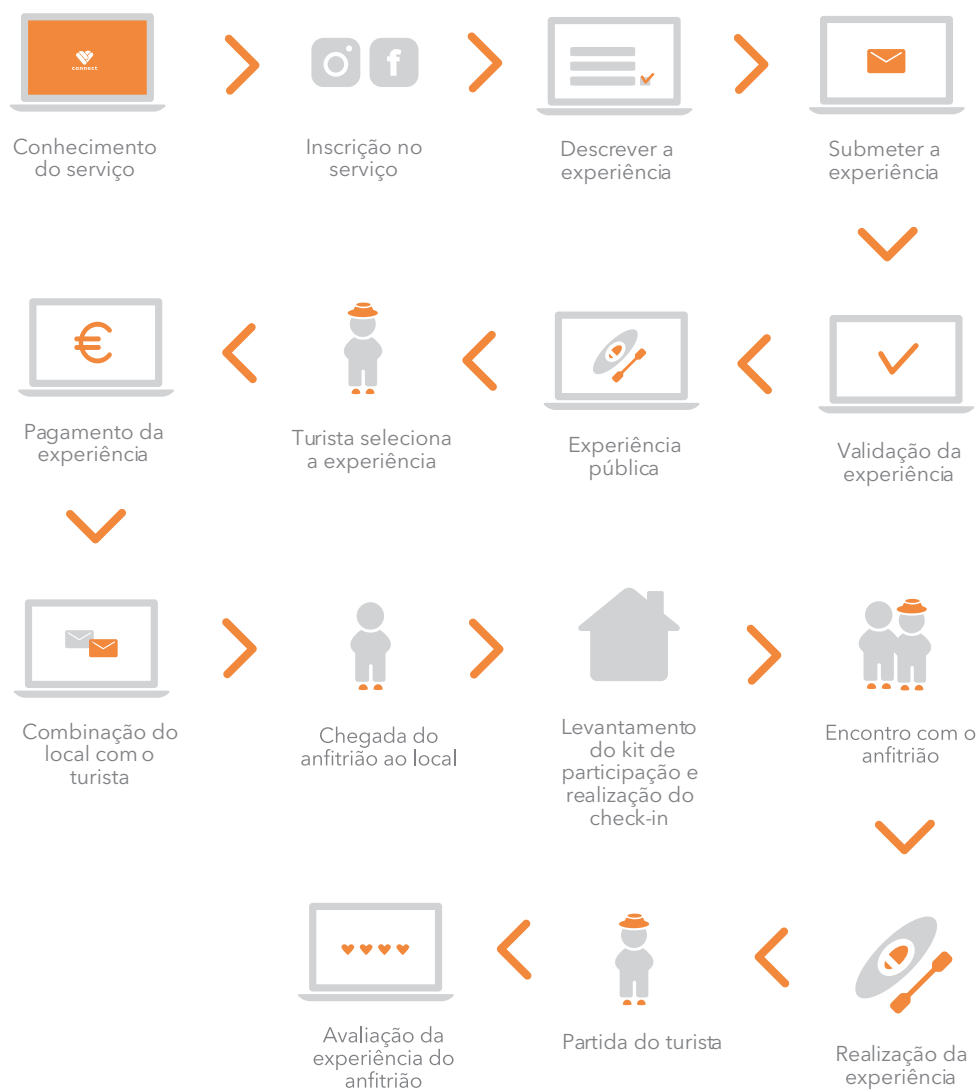 connect
Conhecimento
do serviço
Inscrição no
serviço
Descrever a
experiência
Submeter a
experiência
Pagamento da
experiência
Turista seleciona
a experiência
Experiência
pública
Validação da
experiência
Combinação do
local com o
turista
Chegada do
anfitrião ao local
Levantamento
do kit de
participação e
realização do
check-in
Encontro com o
anfitrião
Avaliação da
experiência do
anfitrião
Partida do turista
Realização da
experiência